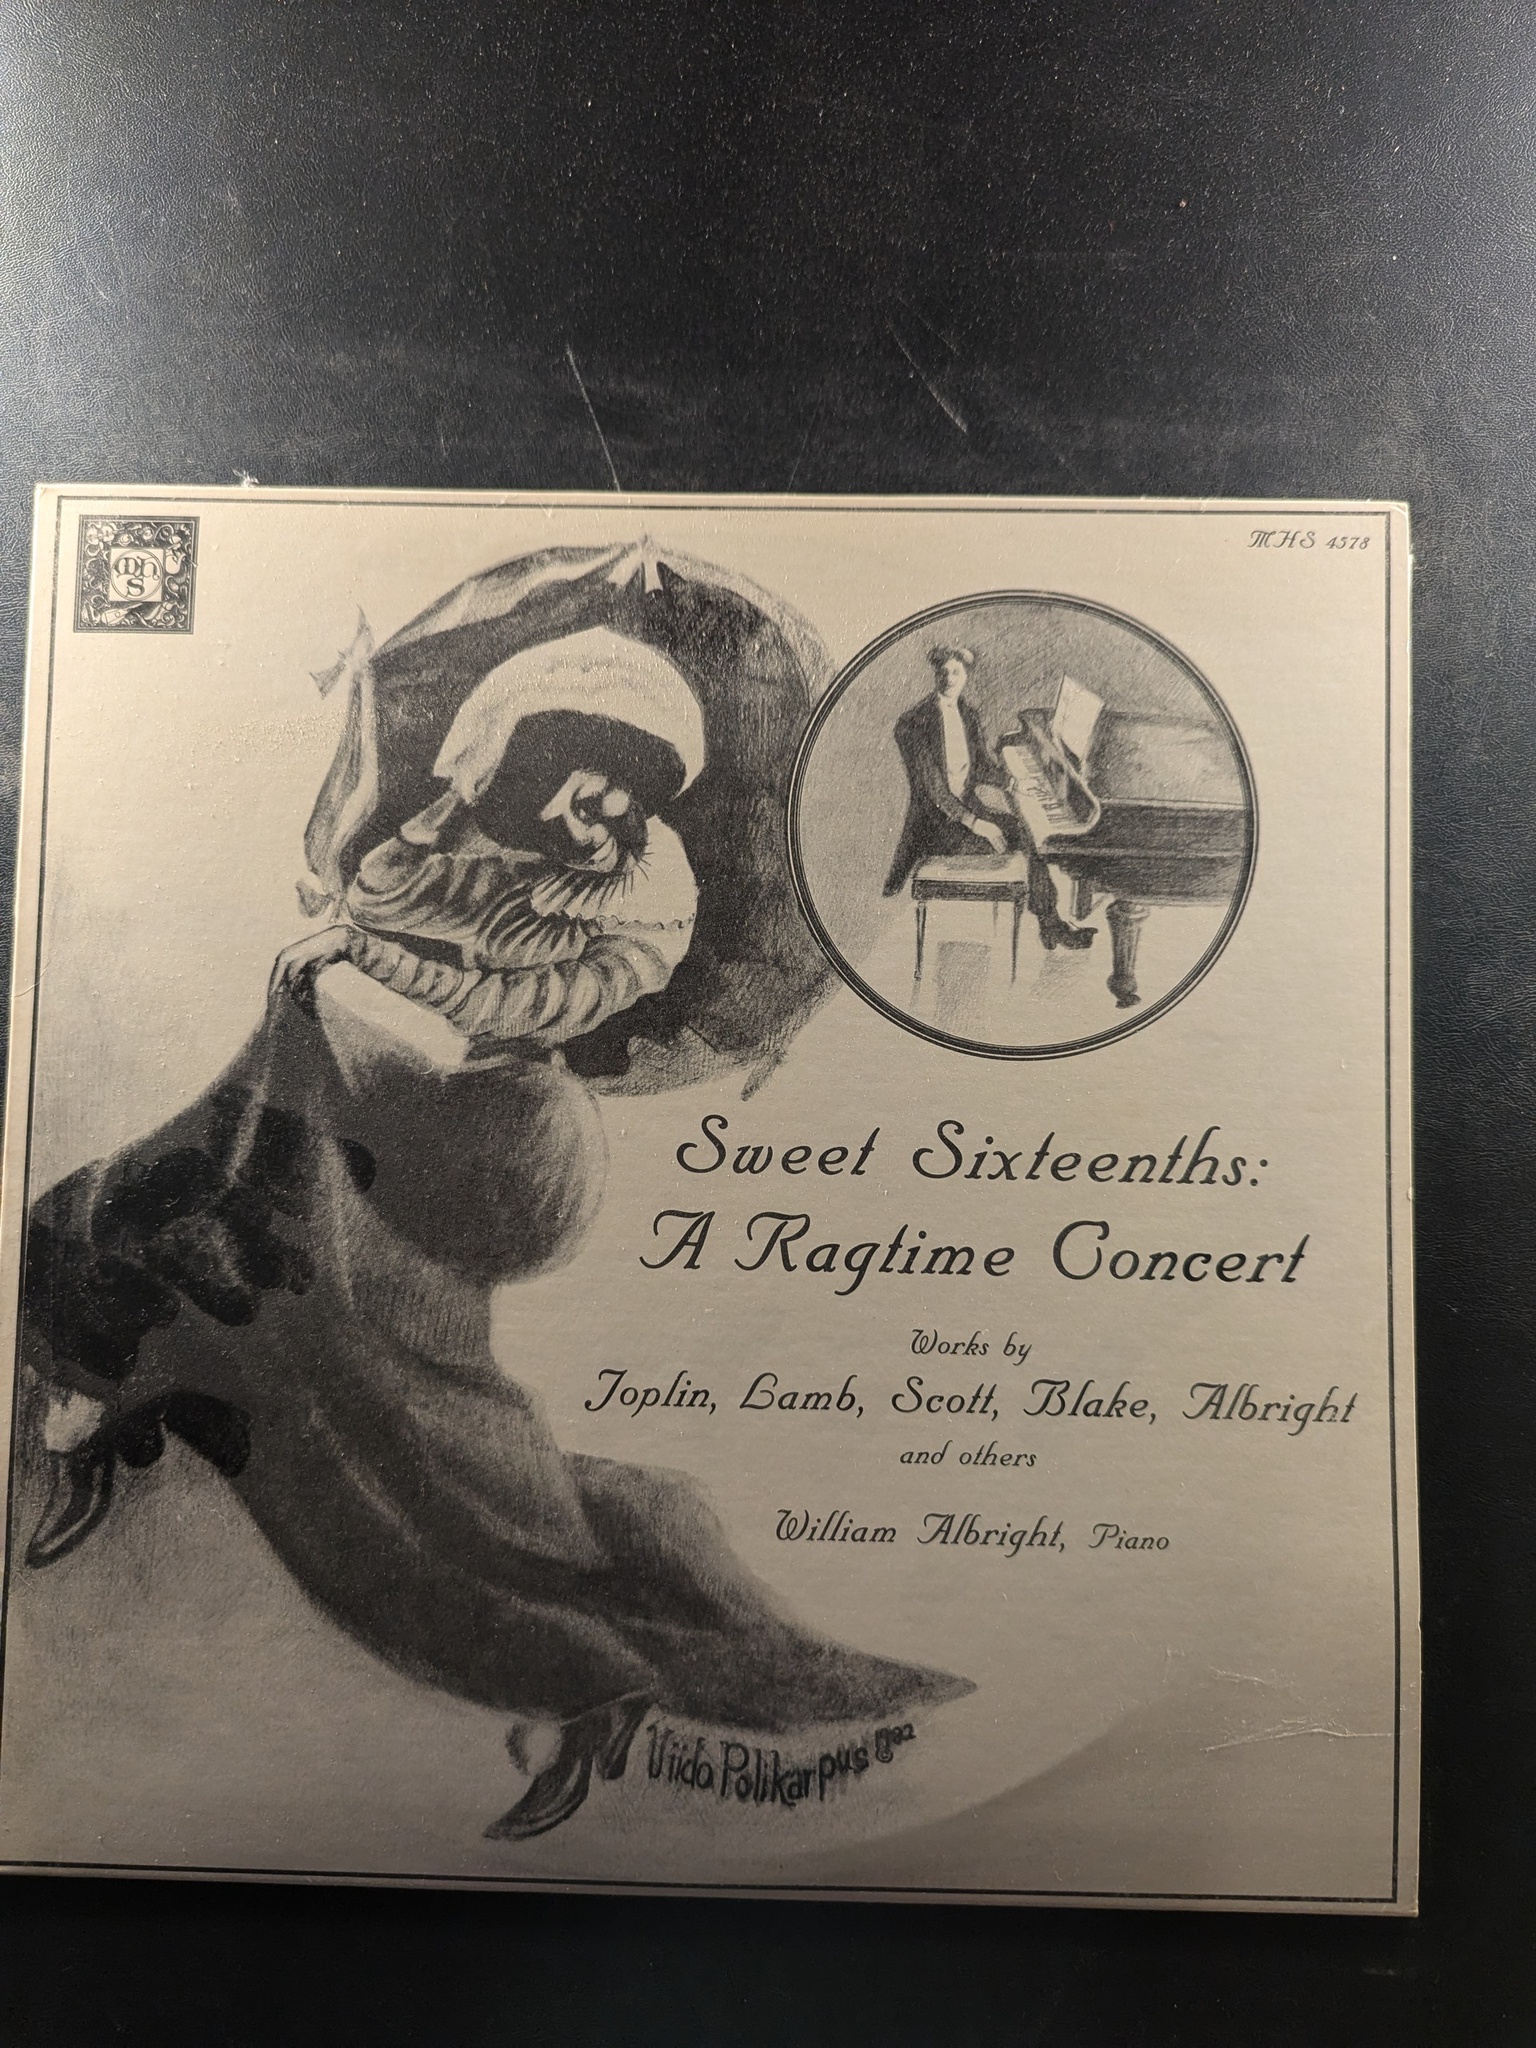 mhs
MHS 4578
Sweet Sixteenths:
A Ragtime Concert
Works by
Joplin, Lamb, Scott, Blake, Albright
and others
William Albright, Piano
Viido Polikarpus